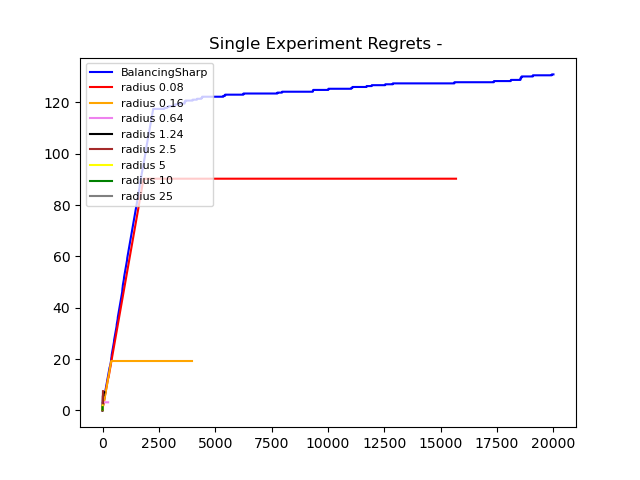 Single Experiment Regrets -
BalancingSharp
radius 0.08
radius 0.16
radius 0.64
radius 1.24
radius 2.5
radius 5
radius 10
radius 25
120
100
80
60
40
20
0
0 2500 5000 7500 10000 12500 15000 17500 20000